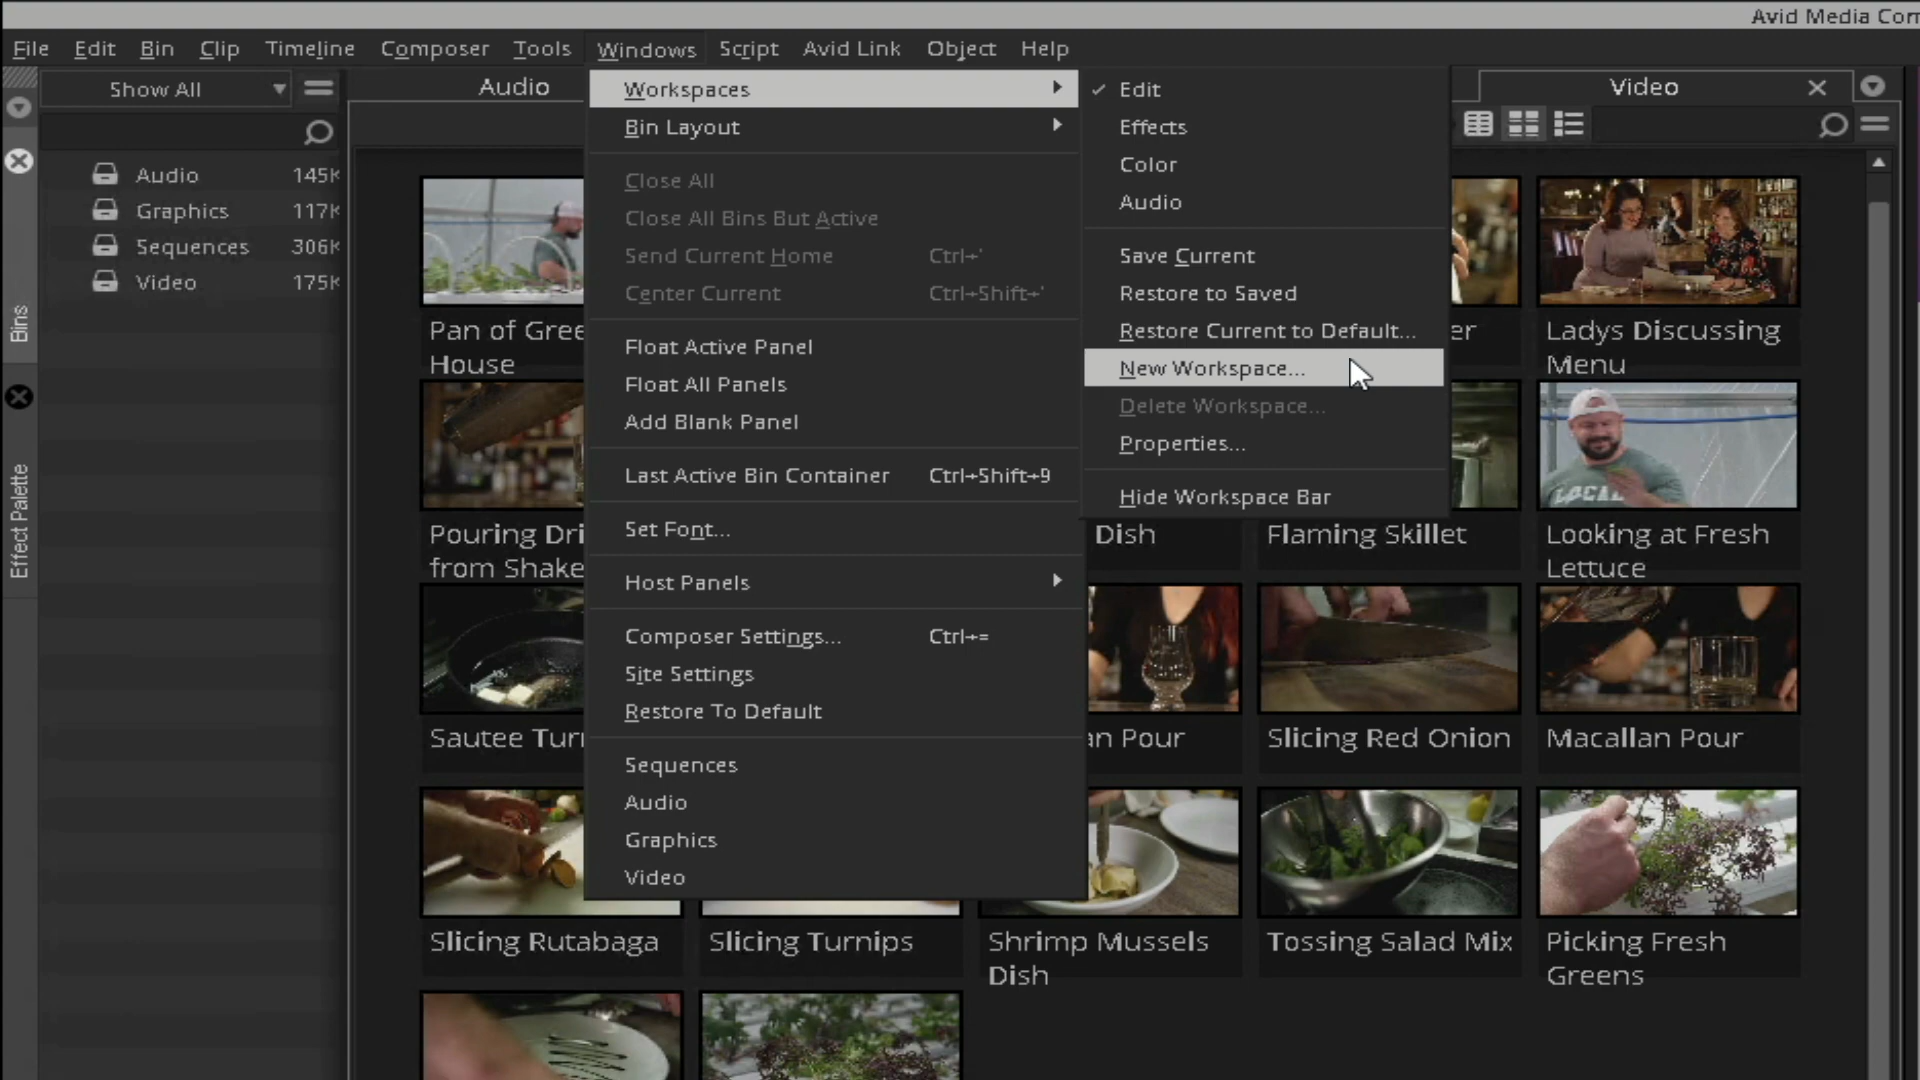 Avid Media Com
File Edit Bin Clip Timeline Composer Tools Windows Script Avid Link Object Help
Show All
Audio 145K
Graphics 117K
Sequences 306K
Video 175K
Bins
Effect Palette
Audio
Video
Workspaces
Bin Layout
Close All
Close All Bins But Active
Send Current Home Ctrl+'
Center Current Ctrl+Shift+'
Float Active Panel
Float All Panels
Add Blank Panel
Last Active Bin Container Ctrl+Shift+9
Set Font...
Host Panels
Composer Settings... Ctrl+=
Site Settings
Restore To Default
Sequences
Audio
Graphics
Video
Edit
Effects
Color
Audio
Save Current
Restore to Saved
Restore Current to Default...
New Workspace...
Delete Workspace...
Properties...
Hide Workspace Bar
Pan of Gree
House
er
Ladys Discussing
Menu
LOCAL
Pouring Dri
from Shake
Dish
Flaming Skillet
Looking at Fresh
Lettuce
Sautee Turn
an Pour
Slicing Red Onion
Macallan Pour
Slicing Rutabaga
Slicing Turnips
Shrimp Mussels
Dish
Tossing Salad Mix
Picking Fresh
Greens